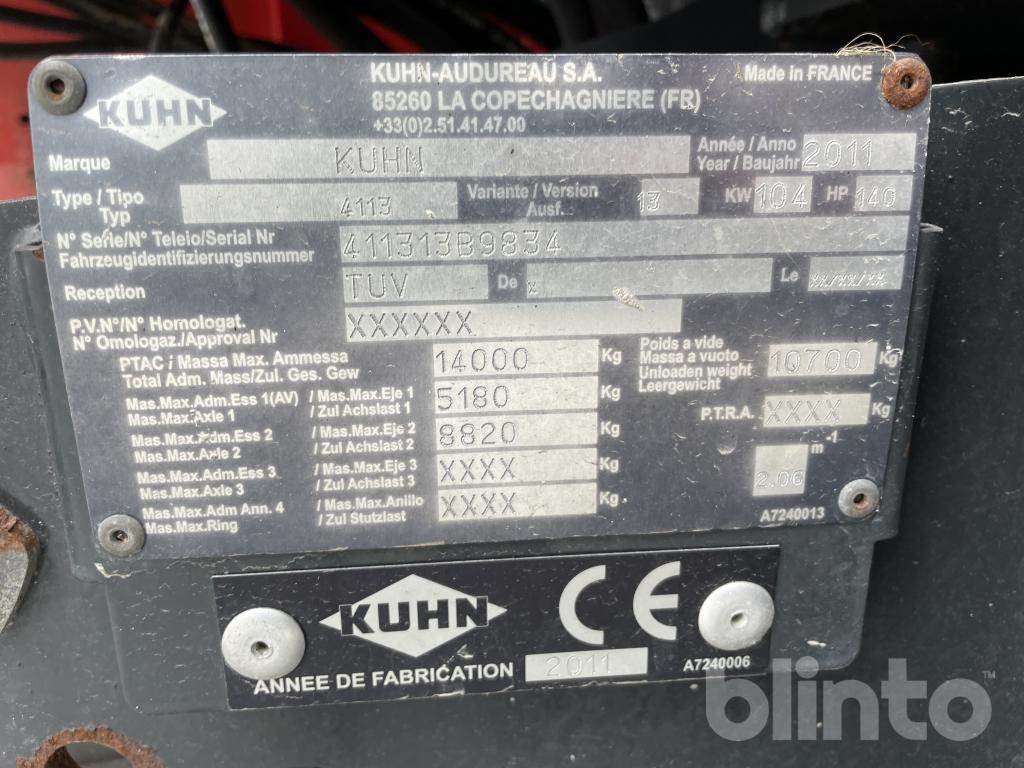 KUHN
KUHN-AUDUREAU S.A.
85260 LA COPECHAGNIERE (FR)
+33(0)2.51.41.47.00
Made in FRANCE
Marque KUHN
Année / Anno
Year / Baujahr 2011
Type / Tipo
Typ 4113
Variante / Version
Ausf. 13
KW 104 HP 140
N° Serie/N° Teleio/Serial Nr
Fahrzeugidentifizierungsnummer 411313B9834
Reception TUV De x Le xx/xx/xx
P.V.N°/N° Homologat.
N° Omologaz./Approval Nr XXXXXX
PTAC / Massa Max. Ammessa
Total Adm. Mass/Zul. Ges. Gew 14000 Kg
Poids a vide
Massa a vuoto
Unloaden weight
Leergewicht 10700 Kg
Mas.Max.Adm.Ess 1(AV) / Mas.Max.Eje 1
Mas.Max.Axle 1 / Zul Achslast 1 5180 Kg
P.T.R.A. XXXX Kg
Mas.Max.Adm.Ess 2 / Mas.Max.Eje 2
Mas.Max.Axle 2 / Zul Achslast 2 8820 Kg
Mas.Max.Adm.Ess 3 / Mas.Max.Eje 3
Mas.Max.Axle 3 / Zul Achslast 3 XXXX Kg
2.06 m-1
Mas.Max.Adm Ann. 4 / Mas.Max.Anillo
Mas.Max.Ring / Zul Stutzlast XXXX Kg
A7240013
KUHN CE
ANNEE DE FABRICATION 2011 A7240006
blinto™